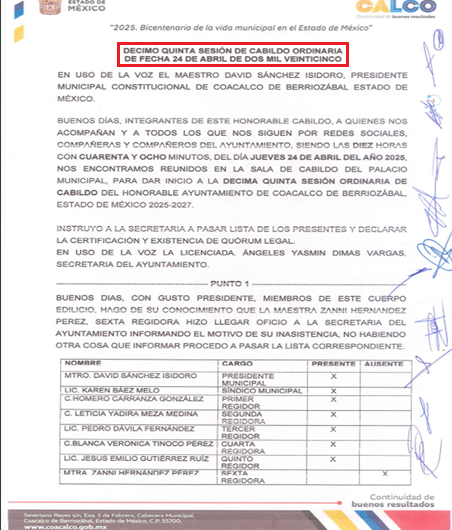 ESTADO DE
MÉXICO
CALCO
Continuidad de buenos resultados
"2025. Bicentenario de la vida municipal en el Estado de México"
DECIMO QUINTA SESIÓN DE CABILDO ORDINARIA
DE FECHA 24 DE ABRIL DE DOS MIL VEINTICINCO
EN USO DE LA VOZ EL MAESTRO DAVID SÁNCHEZ ISIDORO, PRESIDENTE
MUNICIPAL CONSTITUCIONAL DE COACALCO DE BERRIOZÁBAL ESTADO DE
MÉXICO.
BUENOS DÍAS, INTEGRANTES DE ESTE HONORABLE CABILDO, A QUIENES NOS
ACOMPAÑAN Y A TODOS LOS QUE NOS SIGUEN POR REDES SOCIALES,
COMPAÑERAS Y COMPAÑEROS DEL AYUNTAMIENTO, SIENDO LAS DIEZ HORAS
CON CUARENTA Y OCHO MINUTOS, DEL DÍA JUEVES 24 DE ABRIL DEL AÑO 2025,
NOS ENCONTRAMOS REUNIDOS EN LA SALA DE CABILDO DEL PALACIO
MUNICIPAL, PARA DAR INICIO A LA DECIMA QUINTA SESIÓN ORDINARIA DE
CABILDO DEL HONORABLE AYUNTAMIENTO DE COACALCO DE BERRIOZÁBAL,
ESTADO DE MÉXICO 2025-2027.
INSTRUYO A LA SECRETARIA A PASAR LISTA DE LOS PRESENTES Y DECLARAR
LA CERTIFICACIÓN Y EXISTENCIA DE QUÓRUM LEGAL.
EN USO DE LA VOZ LA LICENCIADA. ÁNGELES YASMIN DIMAS VARGAS.
SECRETARIA DEL AYUNTAMIENTO.
PUNTO 1
BUENOS DIAS, CON GUSTO PRESIDENTE, MIEMBROS DE ESTE CUERPO
EDILICIO, HAGO DE SU CONOCIMIENTO QUE LA MAESTRA ZANNI HERNANDEZ
PEREZ, SEXTA REGIDORA HIZO LLEGAR OFICIO A LA SECRETARIA DEL
AYUNTAMIENTO INFORMANDO EL MOTIVO DE SU INASISTENCIA, NO HABIENDO
OTRA COSA QUE INFORMAR PROCEDO A PASAR LA LISTA CORRESPONDIENTE.
NOMBRE CARGO PRESENTE AUSENTE
MTRO. DAVID SÁNCHEZ ISIDORO PRESIDENTE MUNICIPAL X
LIC. KAREN BÁEZ MELO SÍNDICO MUNICIPAL X
C.HOMERO CARRANZA GONZÁLEZ PRIMER REGIDOR X
C. LETICIA YADIRA MEZA MEDINA SEGUNDA REGIDORA X
LIC. PEDRO DÁVILA FERNÁNDEZ TERCER REGIDOR X
C.BLANCA VERONICA TINOCO PÉREZ CUARTA REGIDORA X
LIC. JESUS EMILIO GUTIÉRREZ RUÍZ QUINTO REGIDOR X
MTRA. ZANNI HERNÁNDEZ PÉREZ SEXTA REGIDORA X
Continuidad de
buenos resultados
Severiano Reyes s/n, Esq. 5 de Febrero, Cabecera Municipal,
Coacalco de Berriozábal, Estado de México, C.P. 55700.
www.coacalco.gob.mx